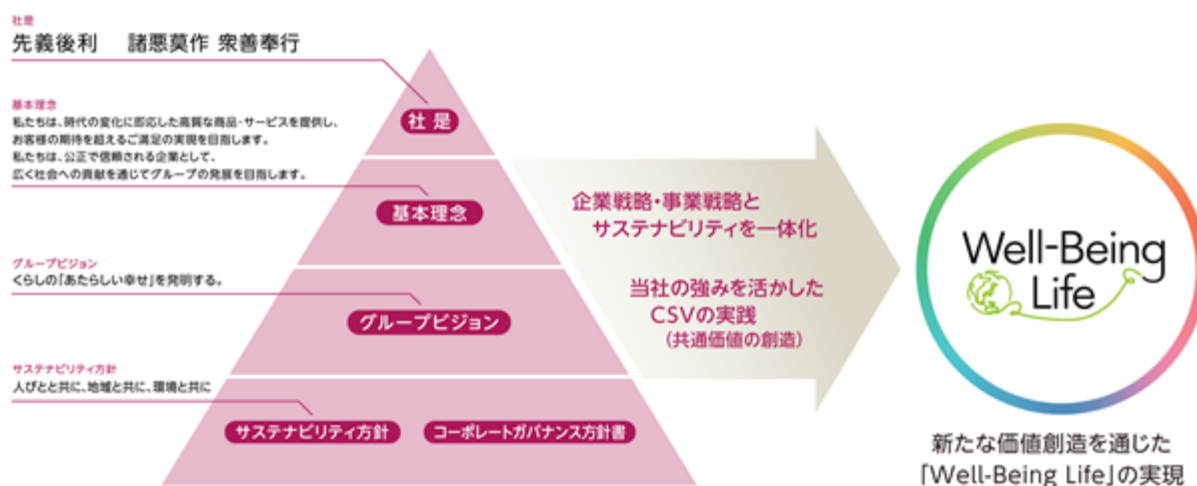 社是
先義後利　諸悪莫作 衆善奉行
基本理念
私たちは、時代の変化に即応した高質な商品・サービスを提供し、
お客様の期待を超えるご満足の実現を目指します。
私たちは、公正で信頼される企業として、
広く社会への貢献を通じてグループの発展を目指します。
グループビジョン
くらしの「あたらしい幸せ」を発明する。
サステナビリティ方針
人びとと共に、地域と共に、環境と共に
社是
基本理念
グループビジョン
サステナビリティ方針
コーポレートガバナンス方針書
企業戦略・事業戦略と
サステナビリティを一体化
当社の強みを活かした
CSVの実践
（共通価値の創造）
Well-Being
Life
新たな価値創造を通じた
「Well-Being Life」の実現